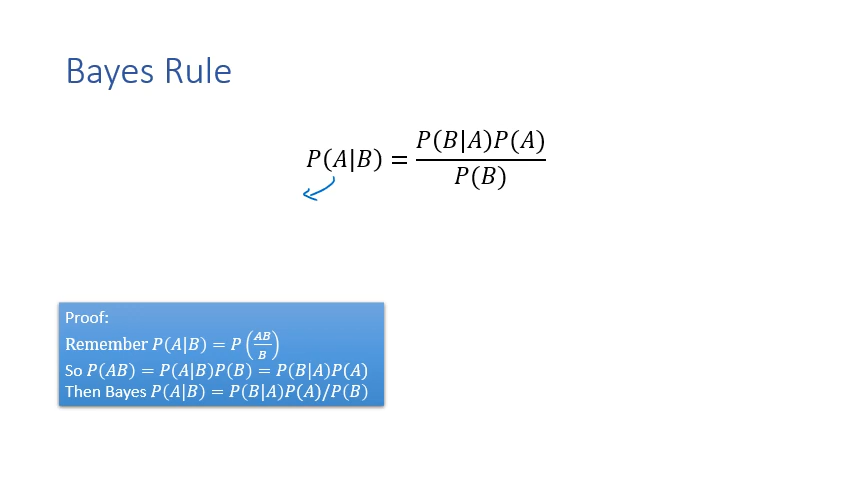 Bayes Rule
P(A|B) = P(B|A)P(A) / P(B)
Proof:
Remember P(A|B) = P(AB/B)
So P(AB) = P(A|B)P(B) = P(B|A)P(A)
Then Bayes P(A|B) = P(B|A)P(A)/P(B)